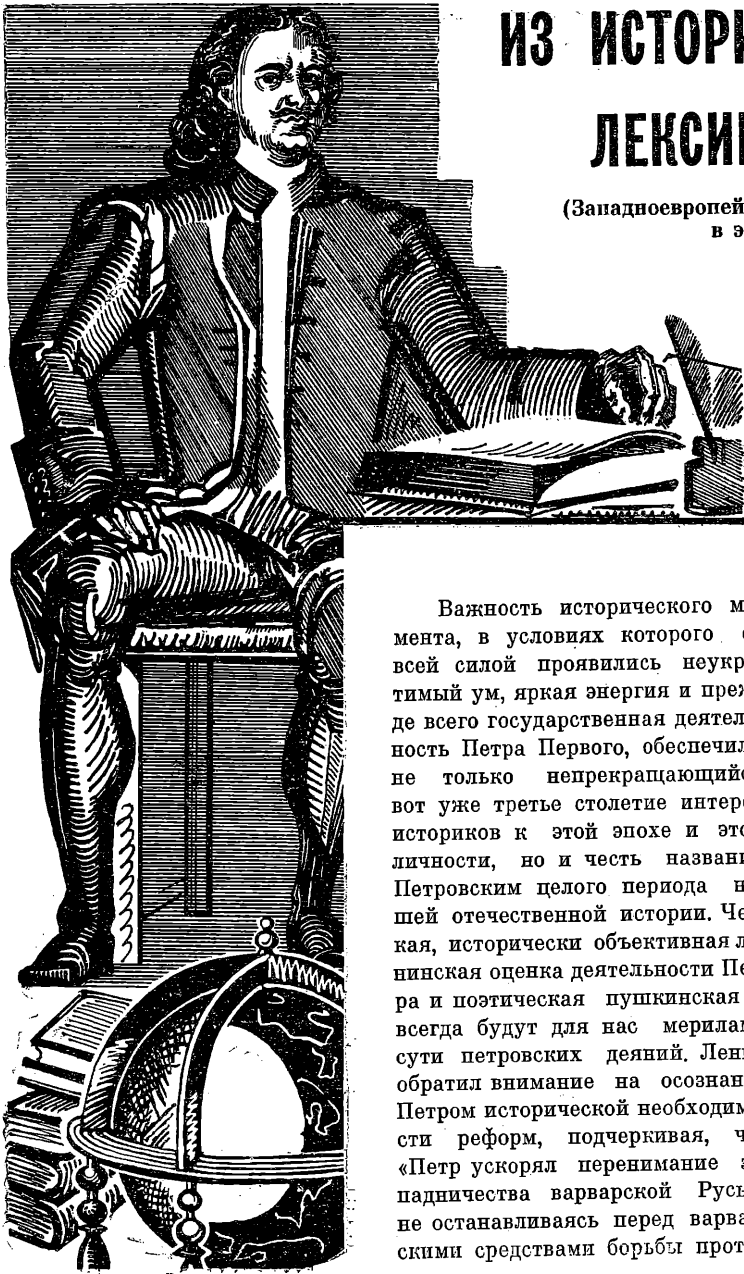 ИЗ ИСТОРИ
ЛЕКСИ
(Западноевропей
в э
Важность исторического м
мента, в условиях которого
всей силой проявились неукр
тимый ум, яркая энергия и преж
де всего государственная деятел
ность Петра Первого, обеспечил
не только непрекращающийс
вот уже третье столетие интере
историков к этой эпохе и это
личности, но и честь названи
Петровским целого периода н
шей отечественной истории. Че
кая, исторически объективная л
нинская оценка деятельности Пе
ра и поэтическая пушкинская
всегда будут для нас мерила
сути петровских деяний. Лени
обратил внимание на осознан
Петром исторической необходим
сти реформ, подчеркивая, ч
«Петр ускорял перенимание з
падничества варварской Русь
не останавливаясь перед варва
скими средствами борьбы прот